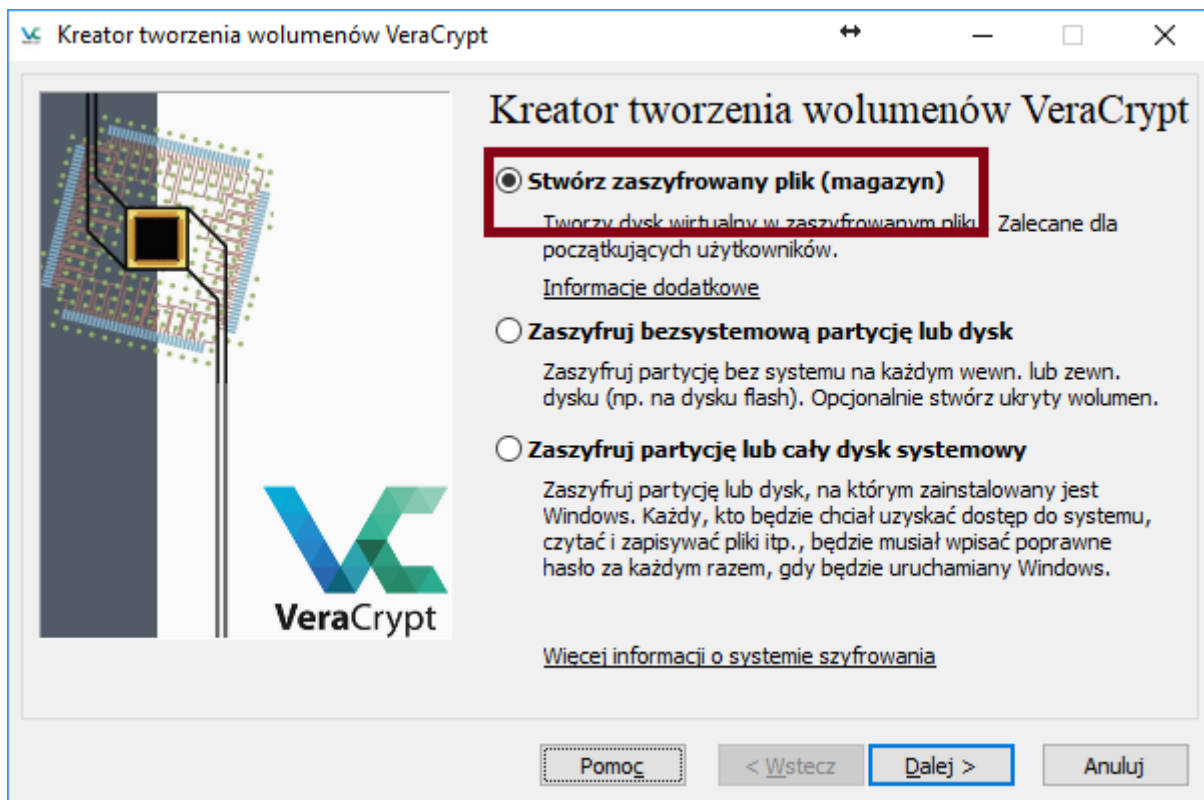 Kreator tworzenia wolumenów VeraCrypt
Kreator tworzenia wolumenów VeraCrypt
Stwórz zaszyfrowany plik (magazyn)
Tworzy dysk wirtualny w zaszyfrowanym pliku. Zalecane dla
początkujących użytkowników.
Informacje dodatkowe
Zaszyfruj bezsystemową partycję lub dysk
Zaszyfruj partycję bez systemu na każdym wewn. lub zewn.
dysku (np. na dysku flash). Opcjonalnie stwórz ukryty wolumen.
Zaszyfruj partycję lub cały dysk systemowy
Zaszyfruj partycję lub dysk, na którym zainstalowany jest
Windows. Każdy, kto będzie chciał uzyskać dostęp do systemu,
czytać i zapisywać pliki itp., będzie musiał wpisać poprawne
hasło za każdym razem, gdy będzie uruchamiany Windows.
VeraCrypt
Więcej informacji o systemie szyfrowania
Pomoc
< Wstecz
Dalej >
Anuluj